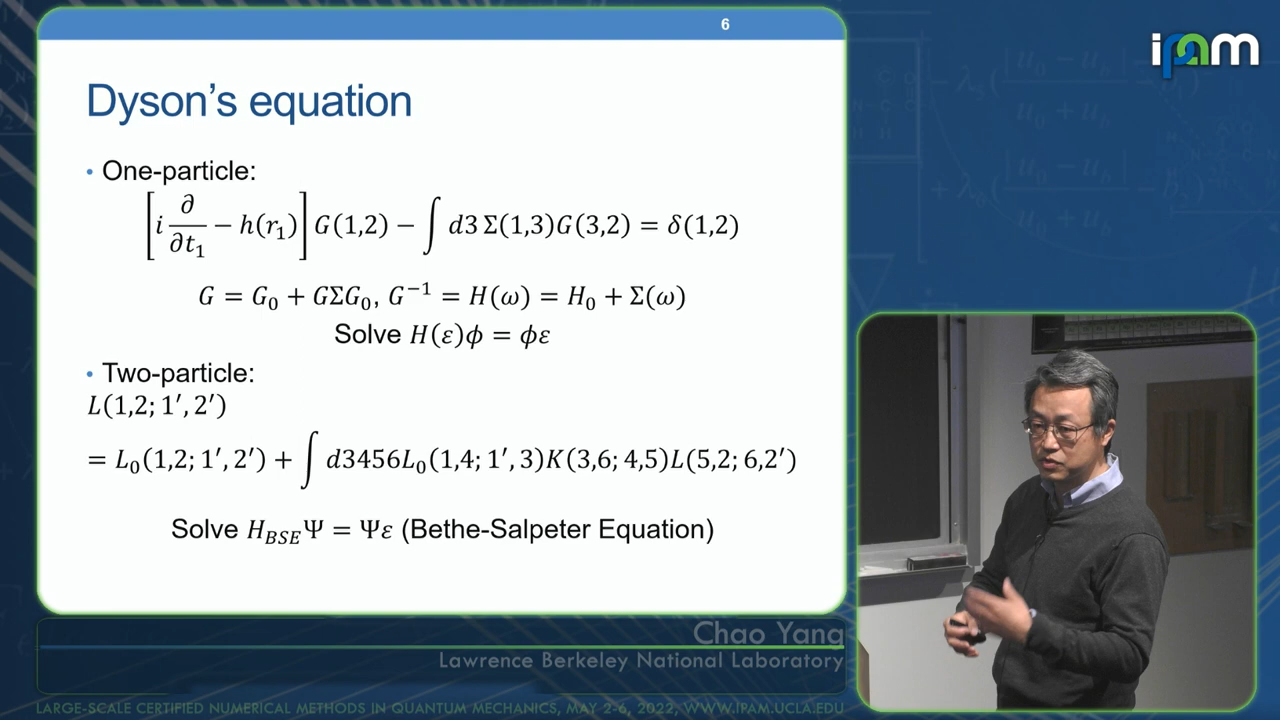 6
ipam
Dyson's equation
• One-particle:
[i ∂/∂t₁ − h(r₁)] G(1,2) − ∫ d3 Σ(1,3)G(3,2) = δ(1,2)
G = G₀ + GΣG₀, G⁻¹ = H(ω) = H₀ + Σ(ω)
Solve H(ε)ϕ = ϕε
• Two-particle:
L(1,2; 1′, 2′)
= L₀(1,2; 1′, 2′) + ∫ d3456L₀(1,4; 1′, 3)K(3,6; 4,5)L(5,2; 6,2′)
Solve H_BSE Ψ = Ψε (Bethe-Salpeter Equation)
Chao Yang
Lawrence Berkeley National Laboratory
LARGE-SCALE CERTIFIED NUMERICAL METHODS IN QUANTUM MECHANICS, MAY 2-6, 2022, WWW.IPAM.UCLA.EDU